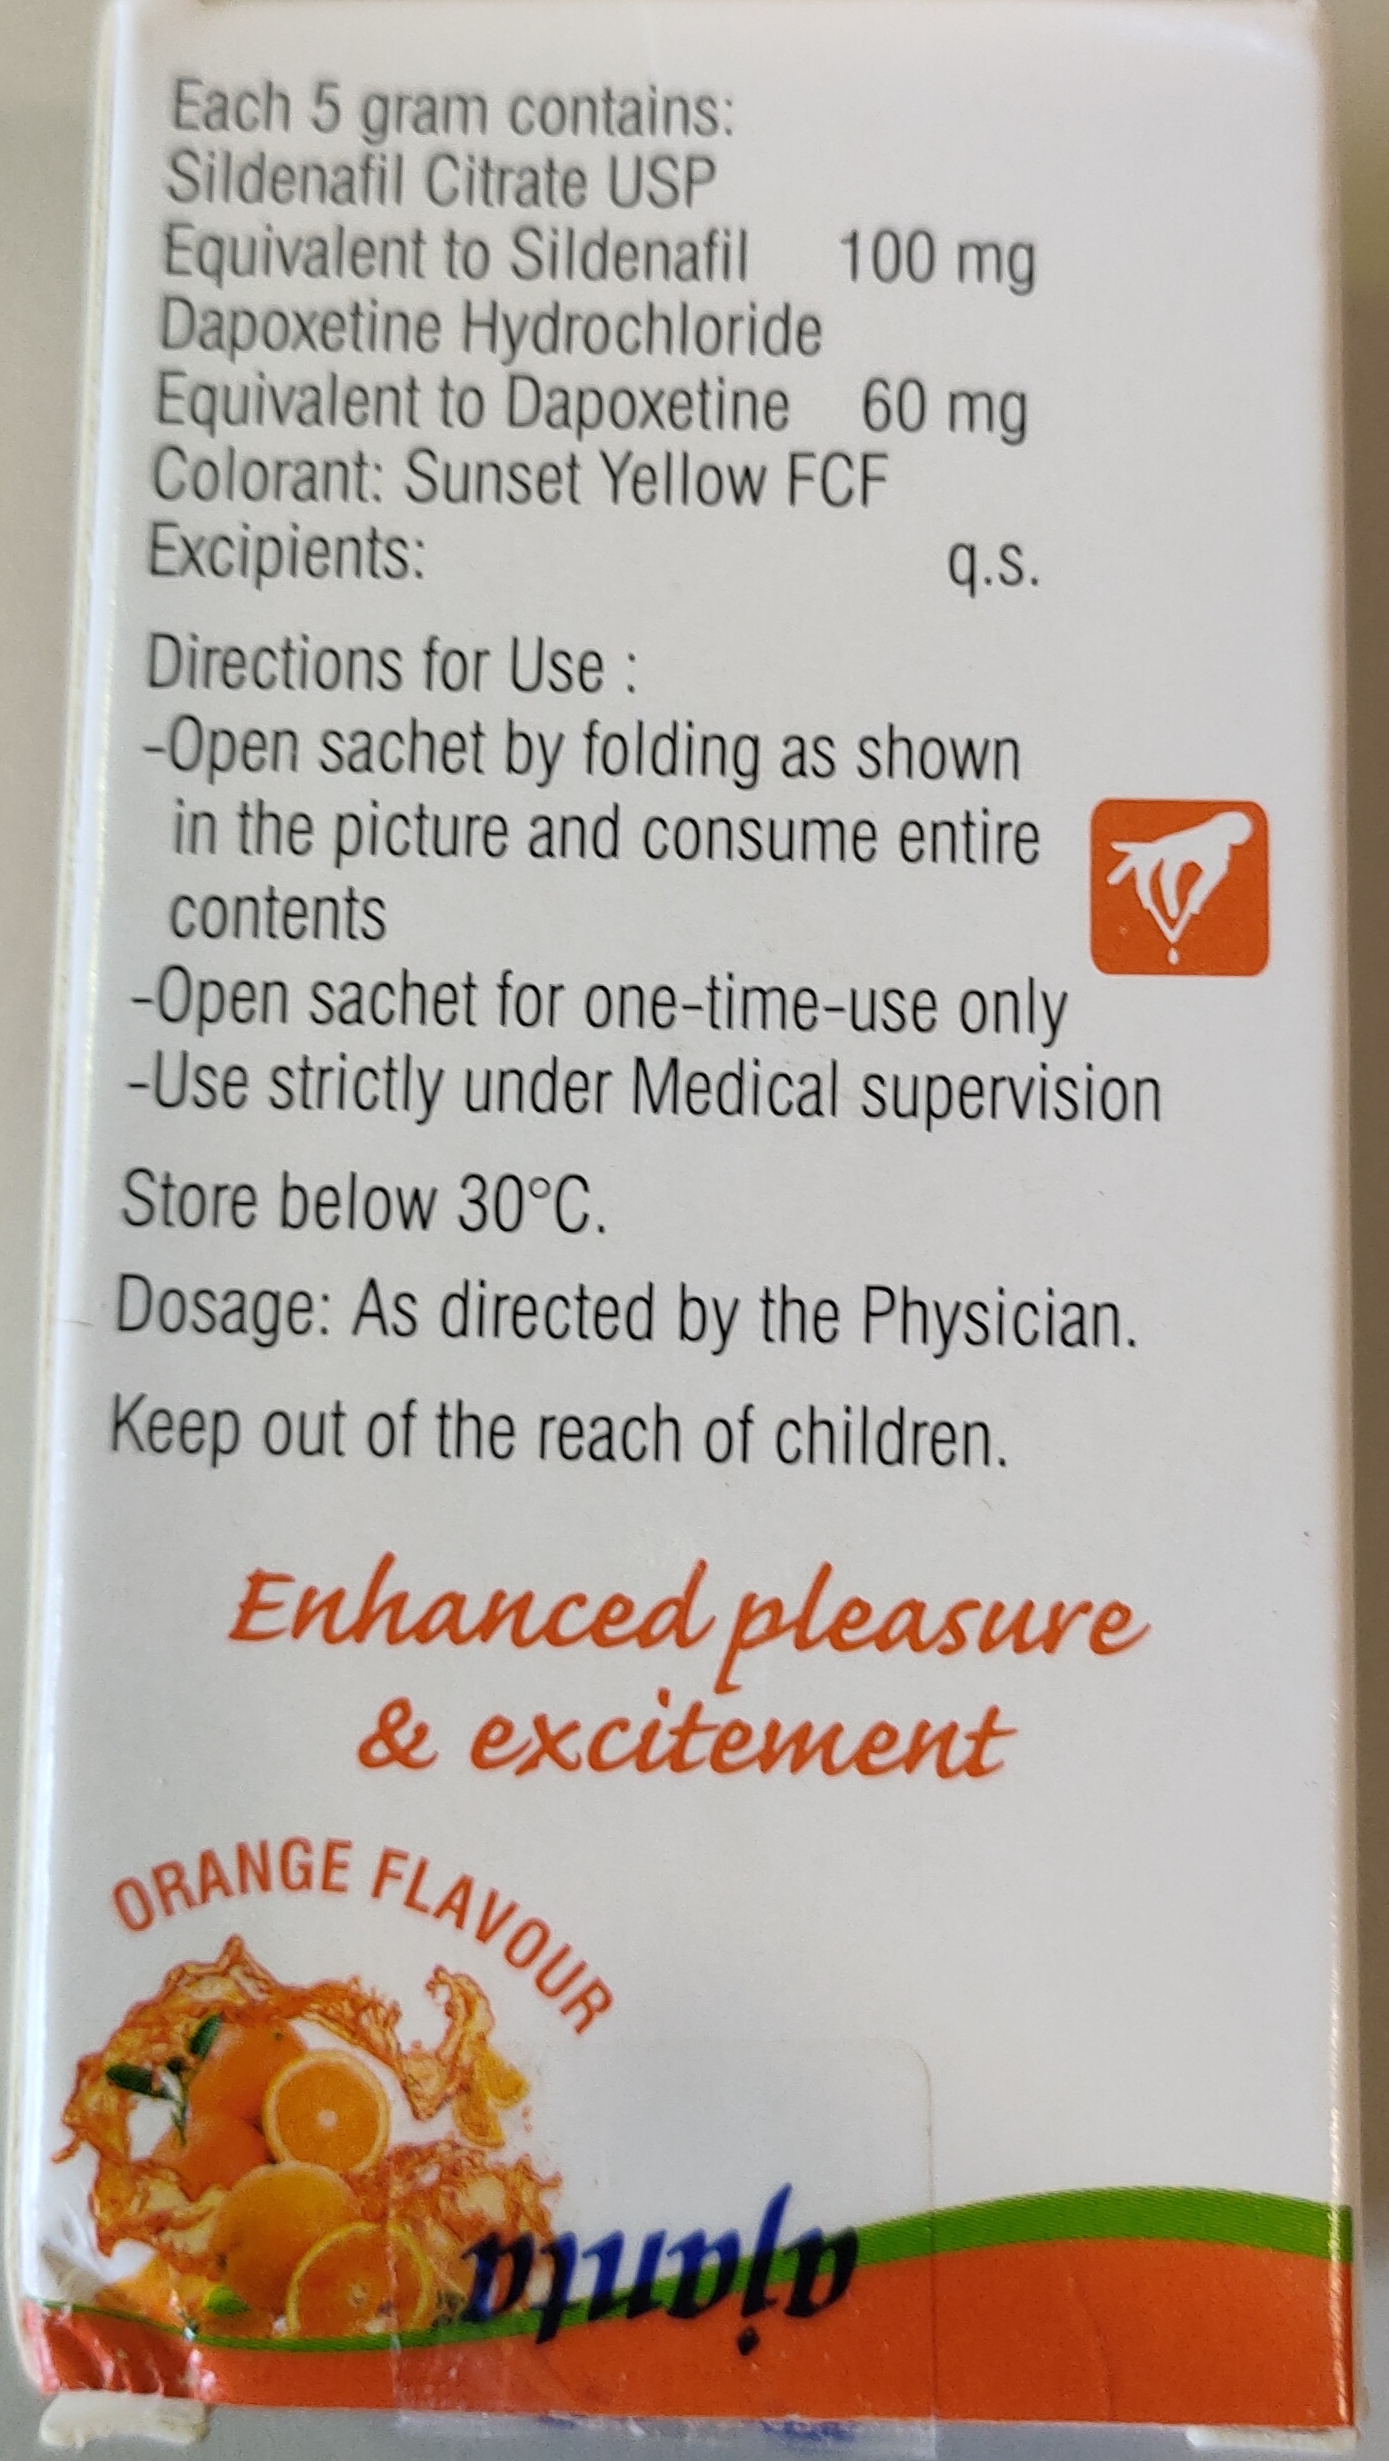 Each 5 gram contains:
Sildenafil Citrate USP
Equivalent to Sildenafil 100 mg
Dapoxetine Hydrochloride
Equivalent to Dapoxetine 60 mg
Colorant: Sunset Yellow FCF
Excipients: q.s.
Directions for Use :
-Open sachet by folding as shown
in the picture and consume entire
contents
-Open sachet for one-time-use only
-Use strictly under Medical supervision
Store below 30°C.
Dosage: As directed by the Physician.
Keep out of the reach of children.
Enhanced pleasure
& excitement
ORANGE FLAVOUR
ajanta